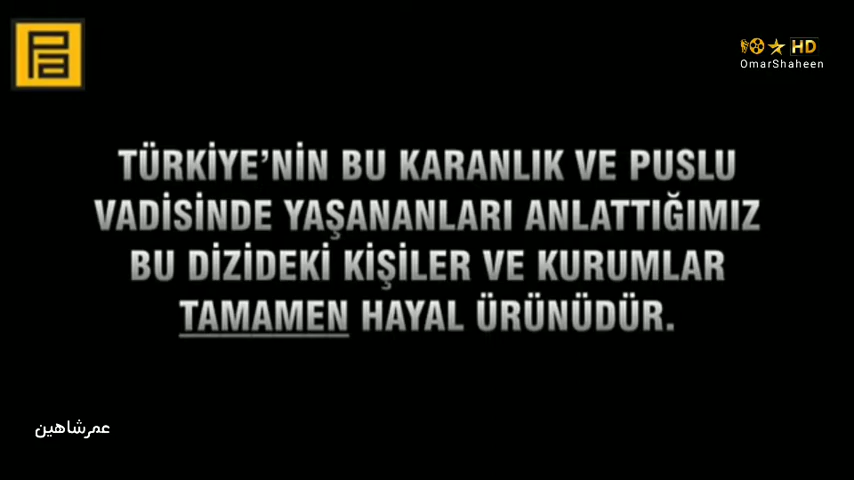 HD
OmarShaheen
TÜRKİYE’NİN BU KARANLIK VE PUSLU
VADİSİNDE YAŞANANLARI ANLATTIĞIMIZ
BU DİZİDEKİ KİŞİLER VE KURUMLAR
TAMAMEN HAYAL ÜRÜNÜDÜR.
عمرشاهين